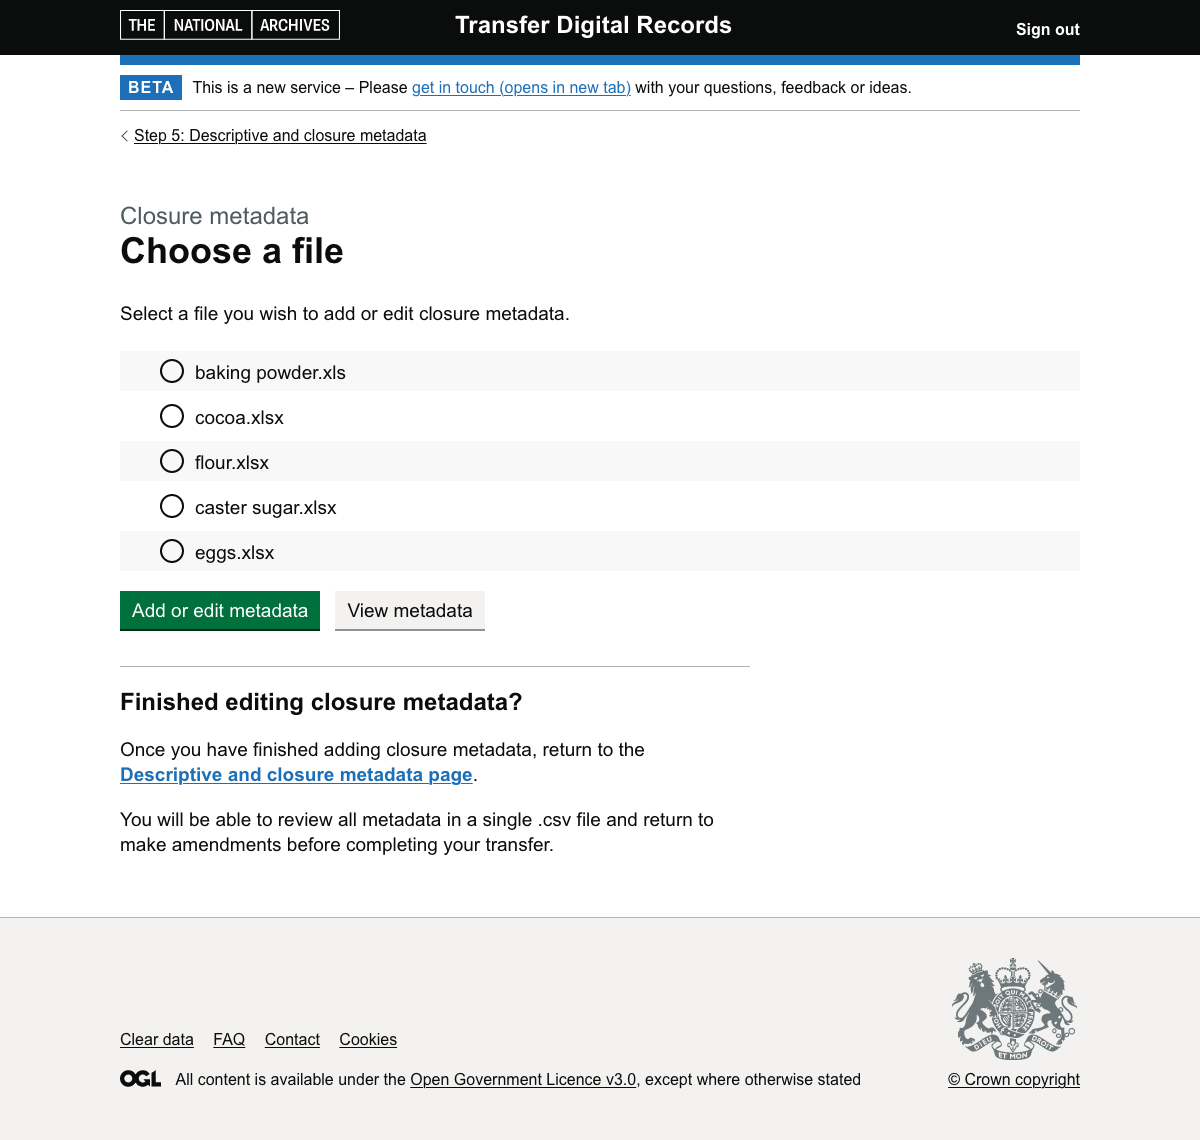 THE NATIONAL ARCHIVES
Transfer Digital Records
Sign out
BETA This is a new service – Please get in touch (opens in new tab) with your questions, feedback or ideas.
Step 5: Descriptive and closure metadata
Closure metadata
Choose a file
Select a file you wish to add or edit closure metadata.
baking powder.xls
cocoa.xlsx
flour.xlsx
caster sugar.xlsx
eggs.xlsx
Add or edit metadata
View metadata
Finished editing closure metadata?
Once you have finished adding closure metadata, return to the
Descriptive and closure metadata page.
You will be able to review all metadata in a single .csv file and return to
make amendments before completing your transfer.
DIEU ET MON DROIT
Clear data FAQ Contact Cookies
OGL All content is available under the Open Government Licence v3.0, except where otherwise stated
© Crown copyright